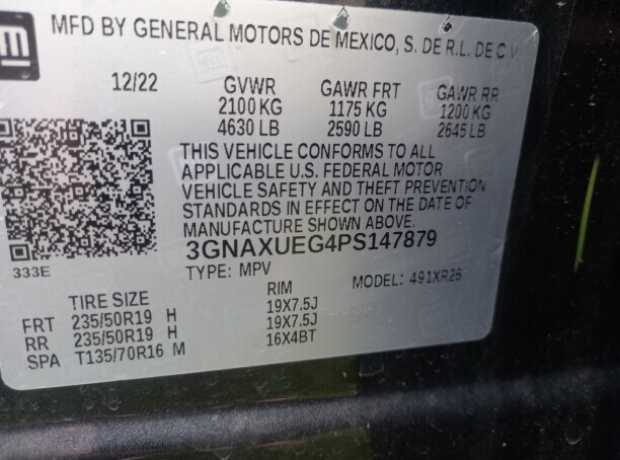 gm
MFD BY GENERAL MOTORS DE MEXICO, S. DE R.L. DE C.V.
12/22 GVWR GAWR FRT GAWR RR
2100 KG 1175 KG 1200 KG
4630 LB 2590 LB 2645 LB
THIS VEHICLE CONFORMS TO ALL
APPLICABLE U.S. FEDERAL MOTOR
VEHICLE SAFETY AND THEFT PREVENTION
STANDARDS IN EFFECT ON THE DATE OF
MANUFACTURE SHOWN ABOVE.
3GNAXUEG4PS147879
333E
TYPE: MPV MODEL: 491XR26
TIRE SIZE RIM
FRT 235/50R19 H 19X7.5J
RR 235/50R19 H 19X7.5J
SPA T135/70R16 M 16X4BT